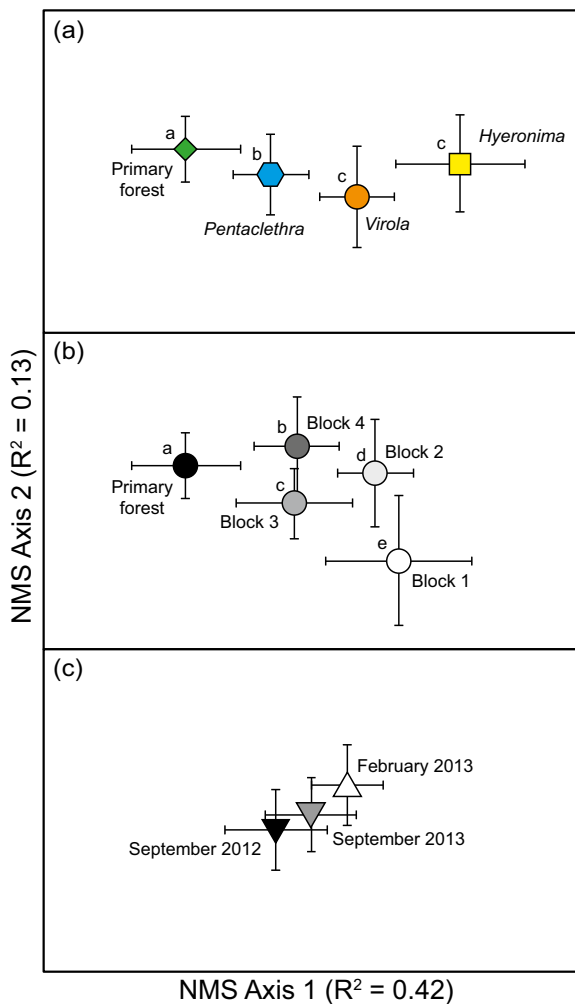 (a)
a
Primary
forest
b
Pentaclethra
c
Virola
c
Hyeronima
(b)
a
Primary
forest
b
Block 4
c
Block 3
d
Block 2
e
Block 1
(c)
February 2013
September 2013
September 2012
NMS Axis 2 (R² = 0.13)
NMS Axis 1 (R² = 0.42)